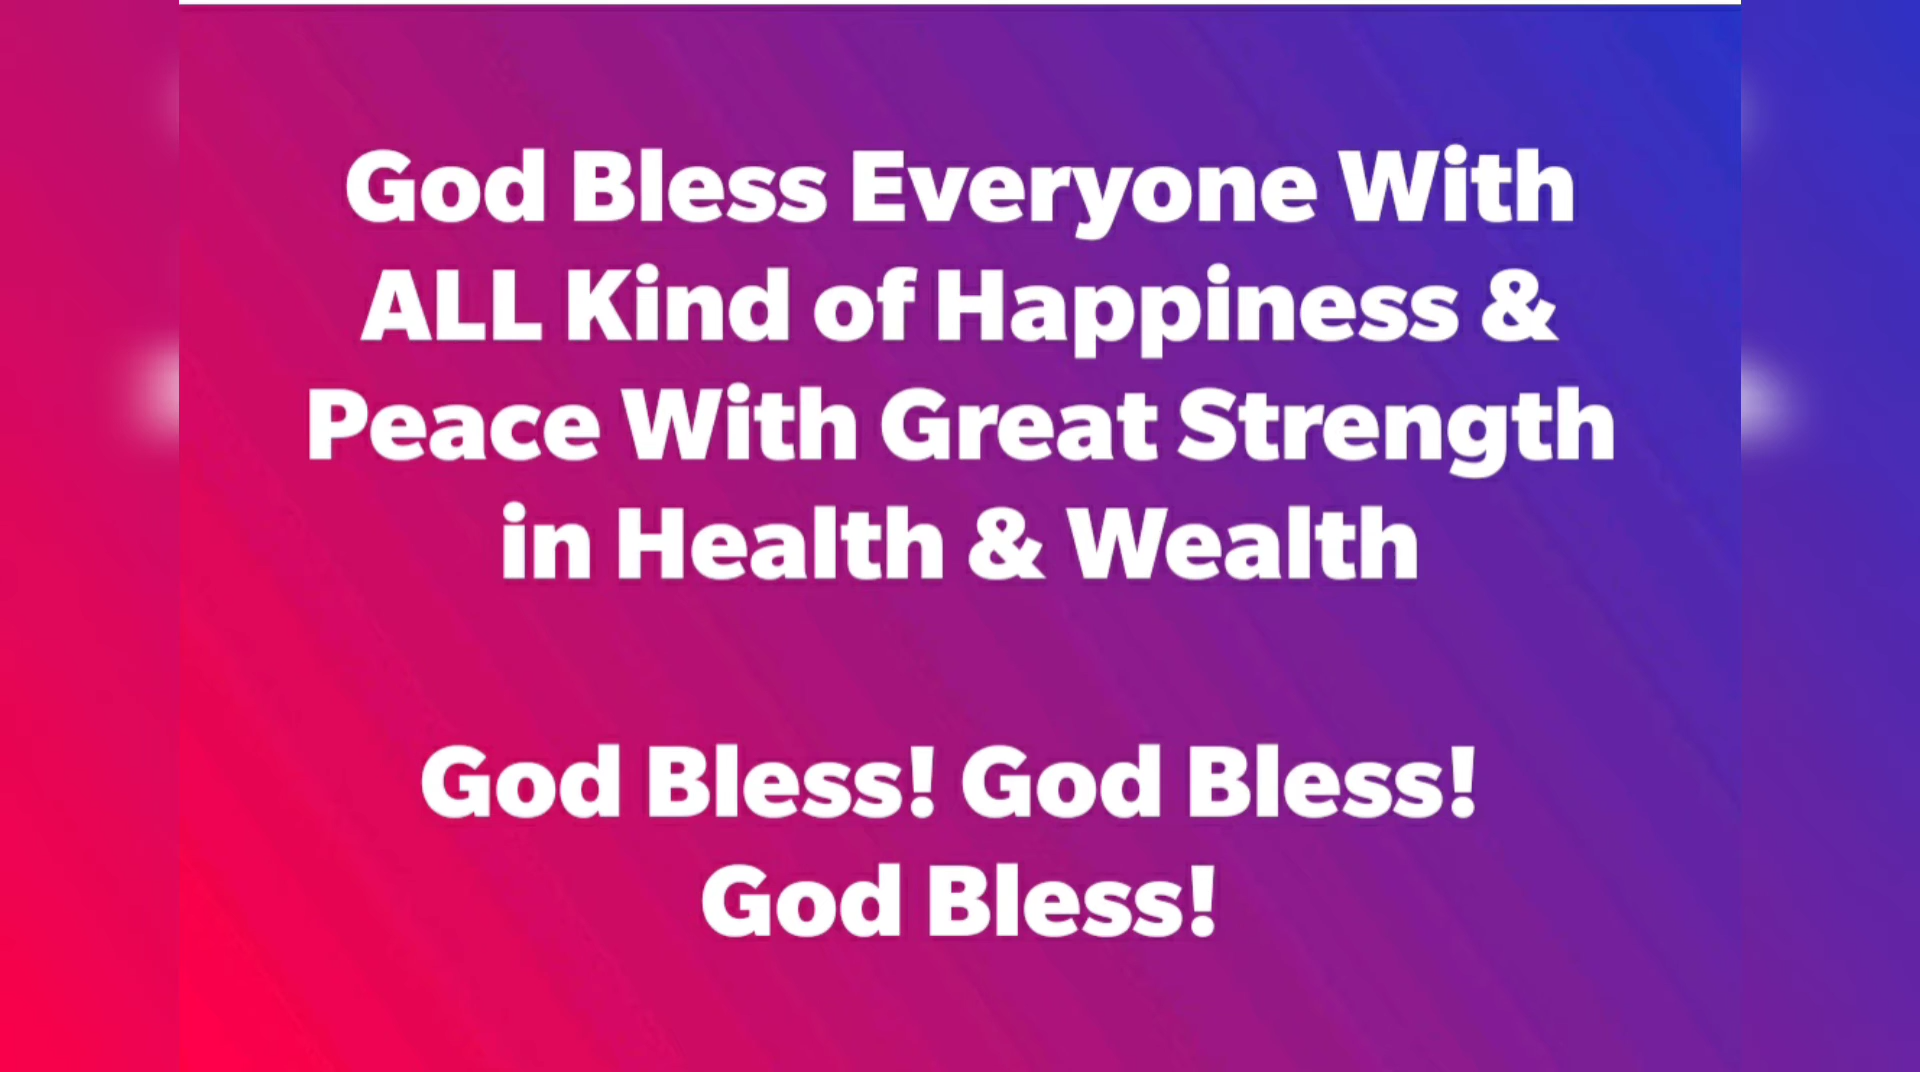 God Bless Everyone With
ALL Kind of Happiness &
Peace With Great Strength
in Health & Wealth
God Bless! God Bless!
God Bless!